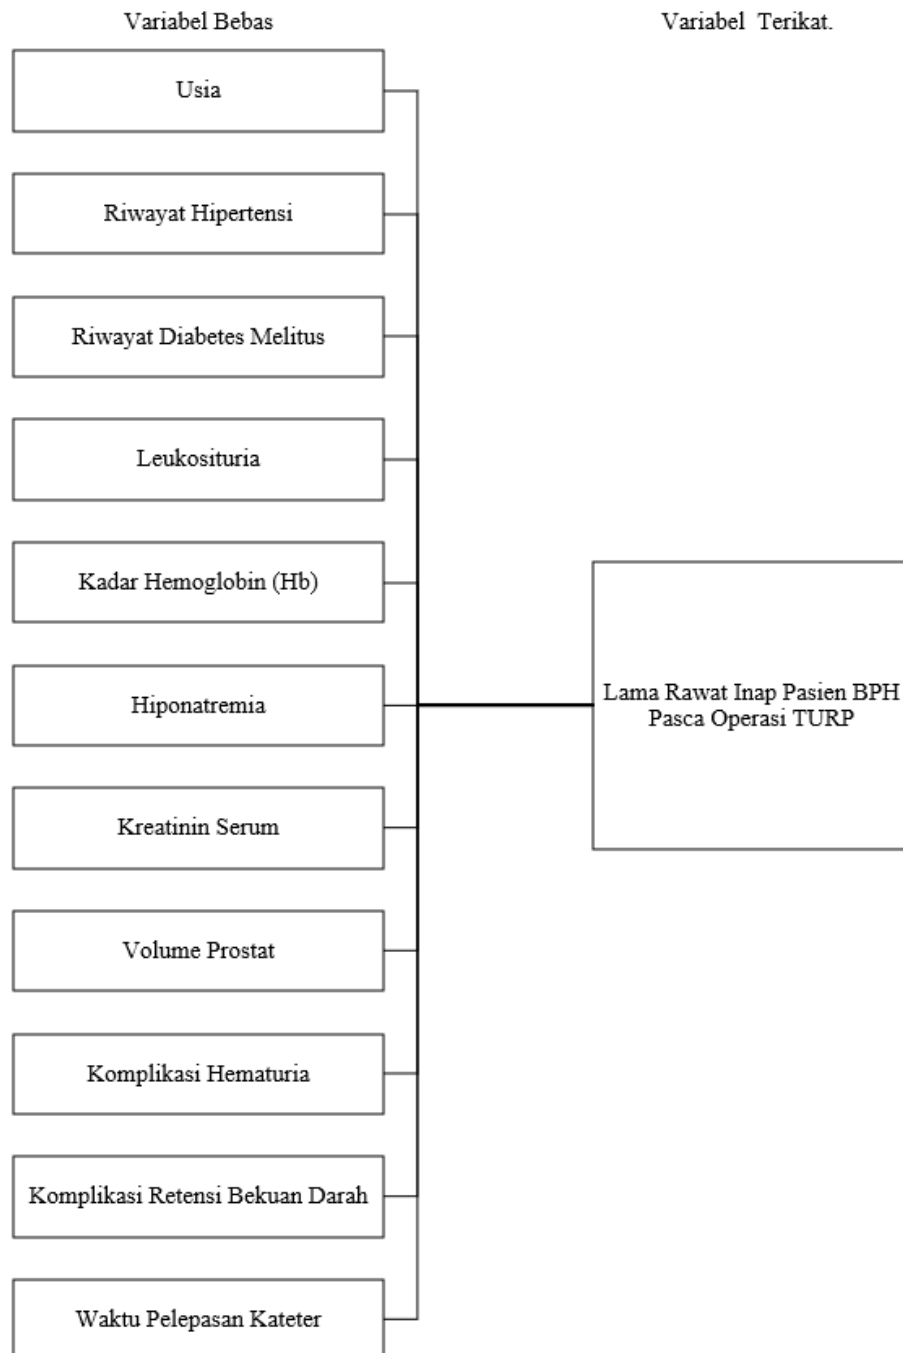 Variabel Bebas
Variabel Terikat.
Usia
Riwayat Hipertensi
Riwayat Diabetes Melitus
Leukosituria
Kadar Hemoglobin (Hb)
Hiponatremia
Kreatinin Serum
Volume Prostat
Komplikasi Hematuria
Komplikasi Retensi Bekuan Darah
Waktu Pelepasan Kateter
Lama Rawat Inap Pasien BPH
Pasca Operasi TURP